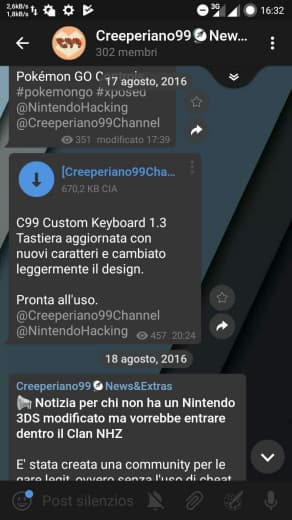 2,6kB/s
1,8kB/s
3G
16:32
Creeperiano99 New...
302 membri
Pokémon GO
17 agosto, 2016
#pokemongo #xposed
@NintendoHacking
@Creeperiano99Channel
351 modificato 17:39
[Creeperiano99Cha...
670,2 KB CIA
C99 Custom Keyboard 1.3
Tastiera aggiornata con
nuovi caratteri e cambiato
leggermente il design.
Pronta all'uso.
@Creeperiano99Channel
@NintendoHacking
457 20:24
18 agosto, 2016
Creeperiano99 News&Extras
Notizia per chi non ha un Nintendo
3DS modificato ma vorrebbe entrare
dentro il Clan NHZ
E' stata creata una community per le
gare legit, ovvero senza l'uso di cheat
Post silenzios